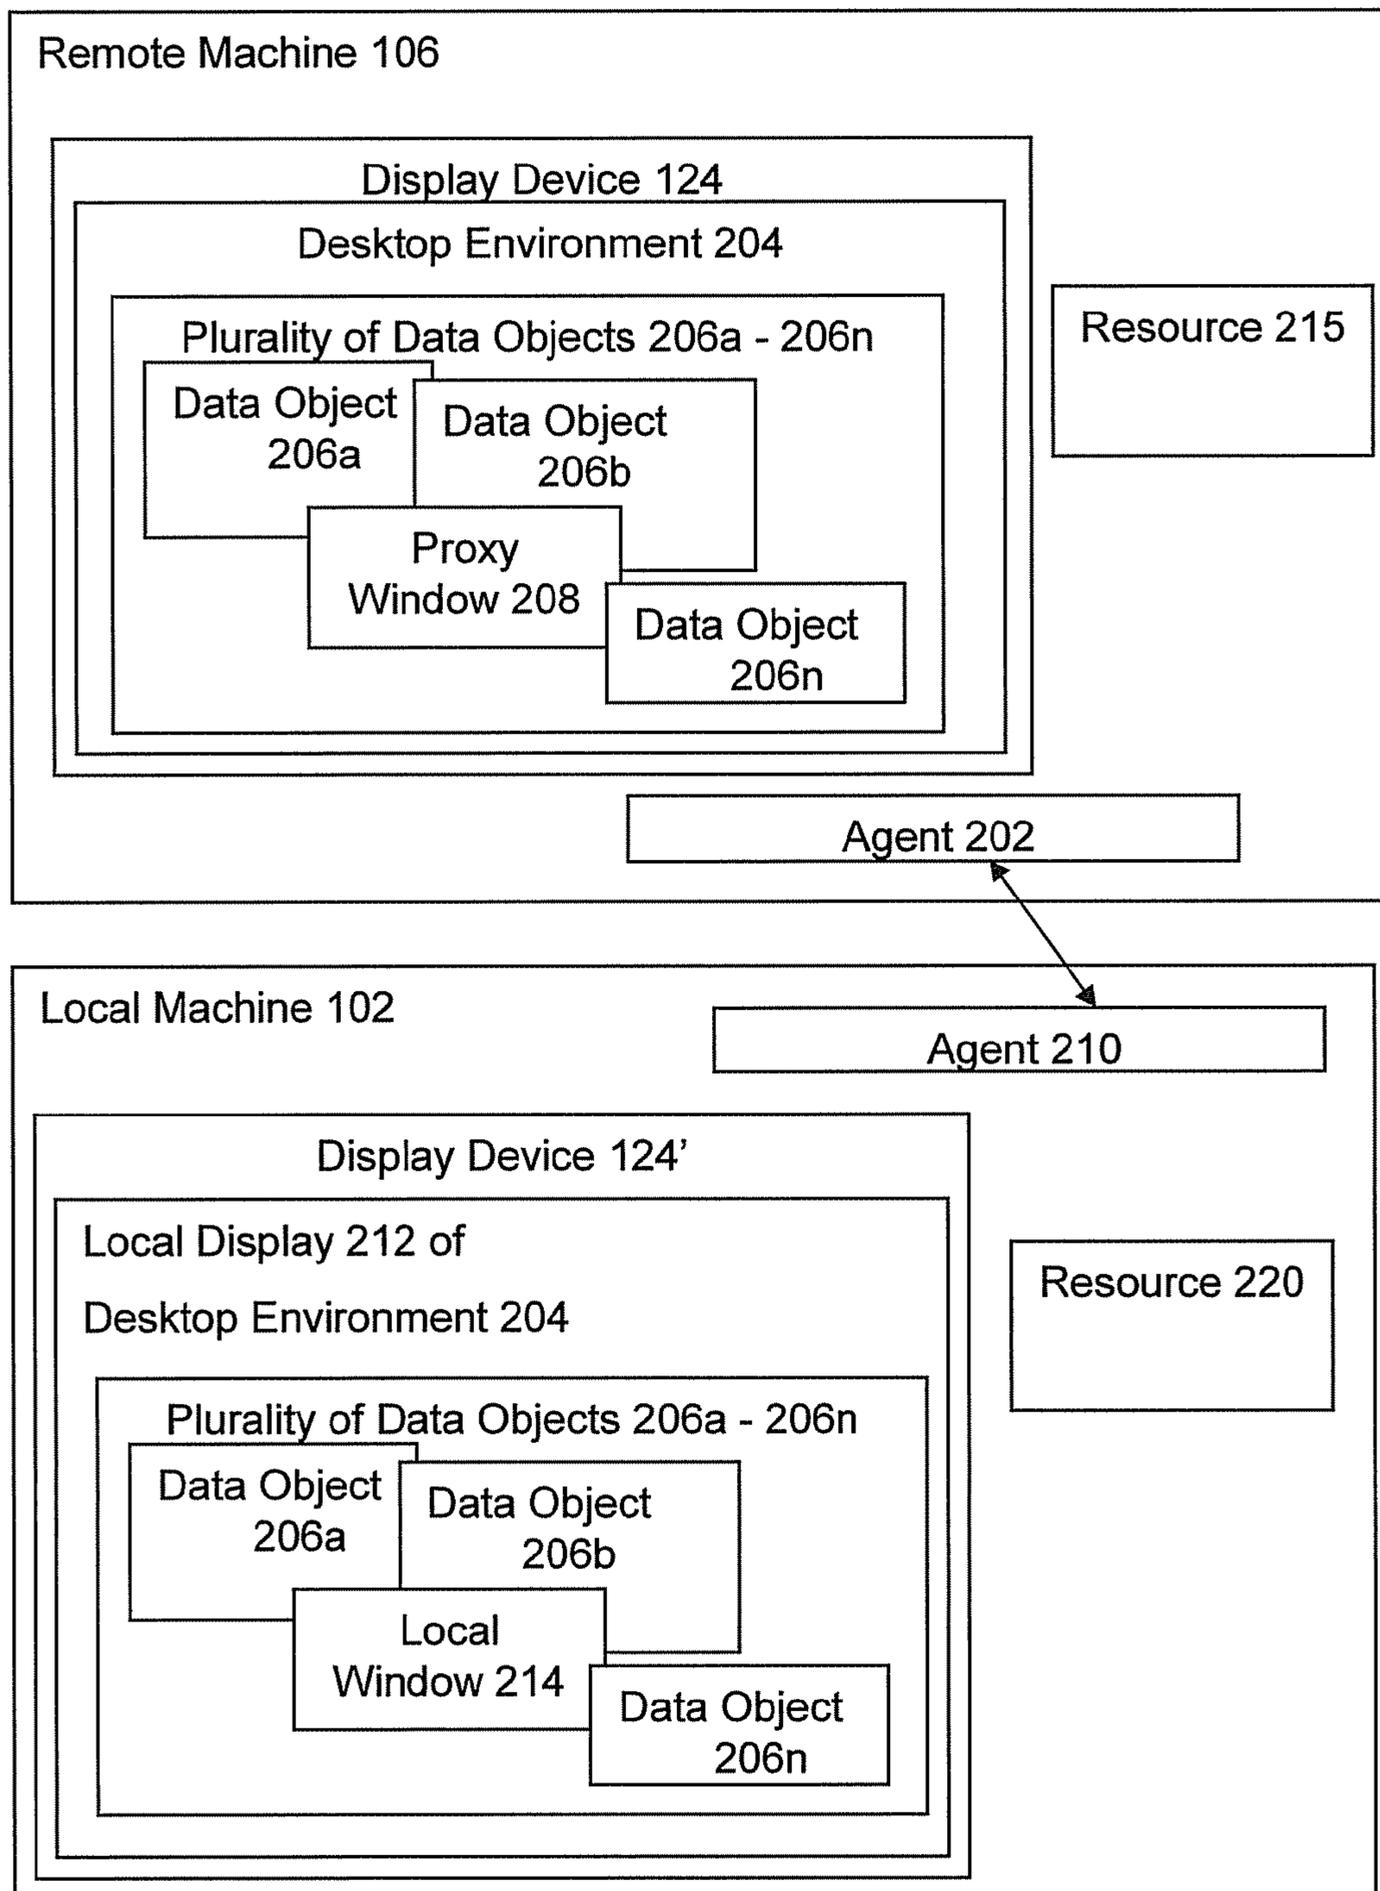 Remote Machine 106
Display Device 124
Desktop Environment 204
Plurality of Data Objects 206a - 206n
Data Object
206a
Data Object
206b
Proxy
Window 208
Data Object
206n
Resource 215
Agent 202
Local Machine 102
Agent 210
Display Device 124’
Local Display 212 of
Desktop Environment 204
Resource 220
Plurality of Data Objects 206a - 206n
Data Object
206a
Data Object
206b
Local
Window 214
Data Object
206n